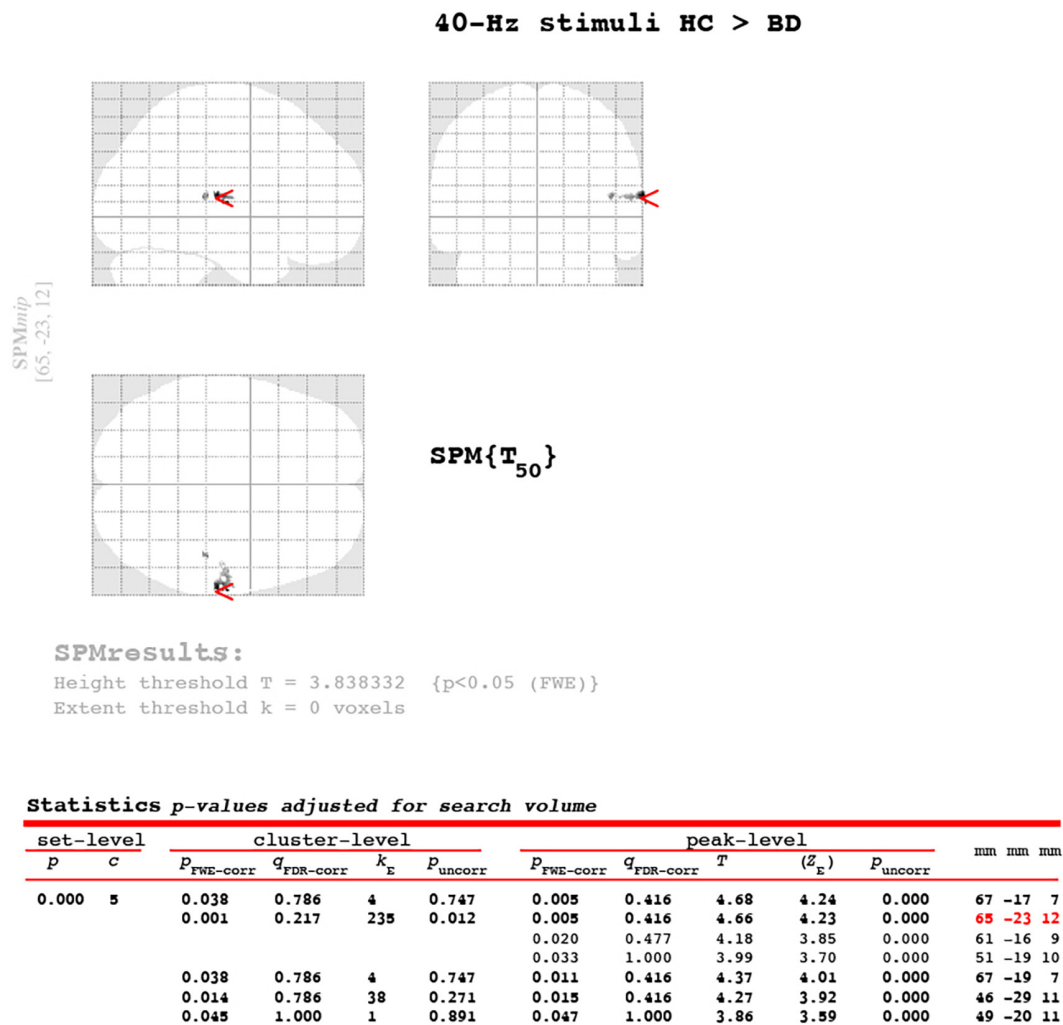 40-Hz stimuli HC > BD
SPMmip
[65, -23, 12]
SPM{T50}
SPMresults:
Height threshold T = 3.838332 {p<0.05 (FWE)}
Extent threshold k = 0 voxels
Statistics p-values adjusted for search volume
set-level cluster-level peak-level mm mm mm
p c pFWE-corr qFDR-corr kE puncorr pFWE-corr qFDR-corr T (ZE) puncorr
0.000 5 0.038 0.786 4 0.747 0.005 0.416 4.68 4.24 0.000 67 -17 7
0.001 0.217 235 0.012 0.005 0.416 4.66 4.23 0.000 65 -23 12
0.020 0.477 4.18 3.85 0.000 61 -16 9
0.033 1.000 3.99 3.70 0.000 51 -19 10
0.038 0.786 4 0.747 0.011 0.416 4.37 4.01 0.000 67 -19 7
0.014 0.786 38 0.271 0.015 0.416 4.27 3.92 0.000 46 -29 11
0.045 1.000 1 0.891 0.047 1.000 3.86 3.59 0.000 49 -20 11